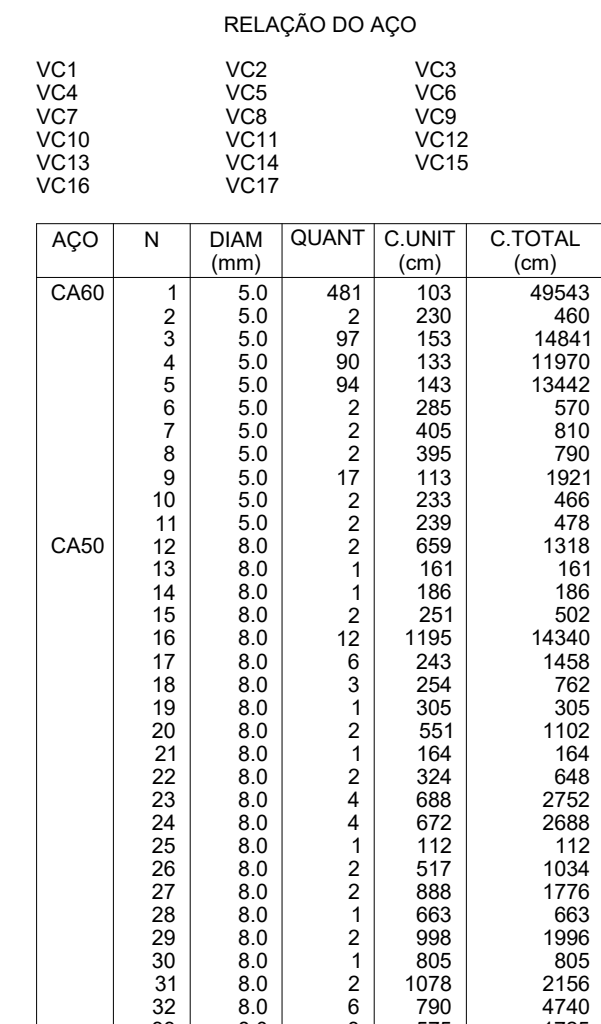 RELAÇÃO DO AÇO
VC1 VC2 VC3
VC4 VC5 VC6
VC7 VC8 VC9
VC10 VC11 VC12
VC13 VC14 VC15
VC16 VC17
AÇO N DIAM QUANT C.UNIT C.TOTAL
(mm) (cm) (cm)
CA60 1 5.0 481 103 49543
2 5.0 2 230 460
3 5.0 97 153 14841
4 5.0 90 133 11970
5 5.0 94 143 13442
6 5.0 2 285 570
7 5.0 2 405 810
8 5.0 2 395 790
9 5.0 17 113 1921
10 5.0 2 233 466
11 5.0 2 239 478
CA50 12 8.0 2 659 1318
13 8.0 1 161 161
14 8.0 1 186 186
15 8.0 2 251 502
16 8.0 12 1195 14340
17 8.0 6 243 1458
18 8.0 3 254 762
19 8.0 1 305 305
20 8.0 2 551 1102
21 8.0 1 164 164
22 8.0 2 324 648
23 8.0 4 688 2752
24 8.0 4 672 2688
25 8.0 1 112 112
26 8.0 2 517 1034
27 8.0 2 888 1776
28 8.0 1 663 663
29 8.0 2 998 1996
30 8.0 1 805 805
31 8.0 2 1078 2156
32 8.0 6 790 4740